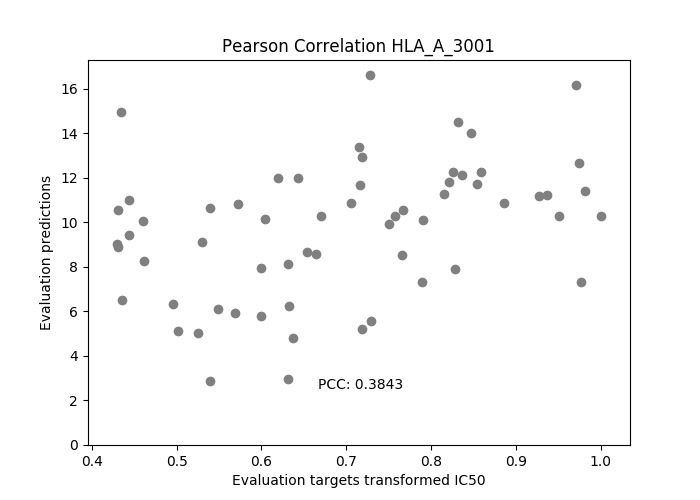 Pearson Correlation HLA_A_3001
16
14
12
10
8
6
4
2
0
Evaluation predictions
PCC: 0.3843
0.4 0.5 0.6 0.7 0.8 0.9 1.0
Evaluation targets transformed IC50